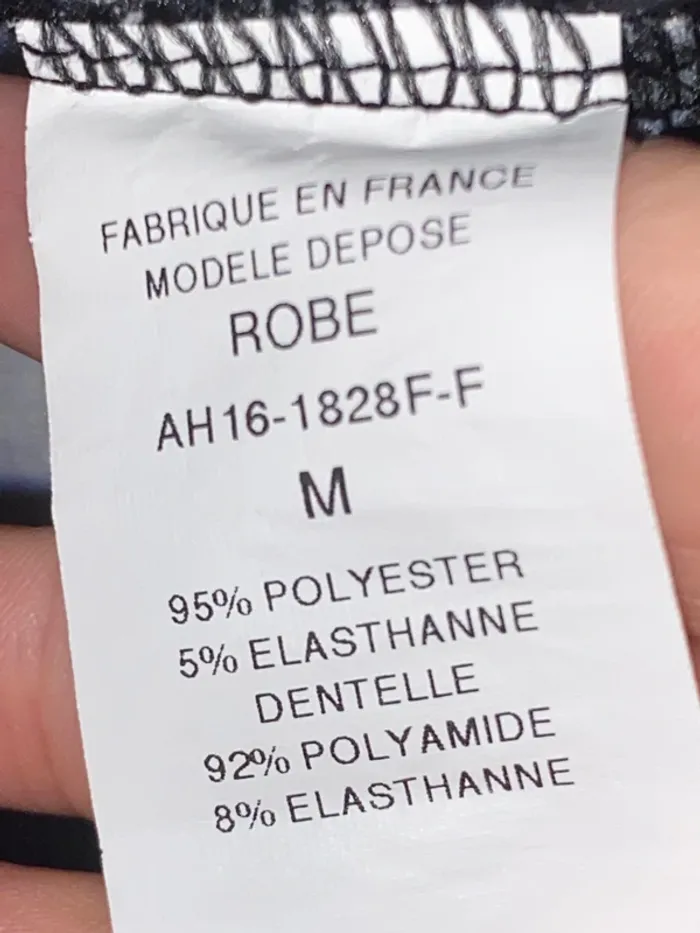 FABRIQUE EN FRANCE
MODELE DEPOSE
ROBE
AH16-1828F-F
M
95% POLYESTER
5% ELASTHANNE
DENTELLE
92% POLYAMIDE
8% ELASTHANNE